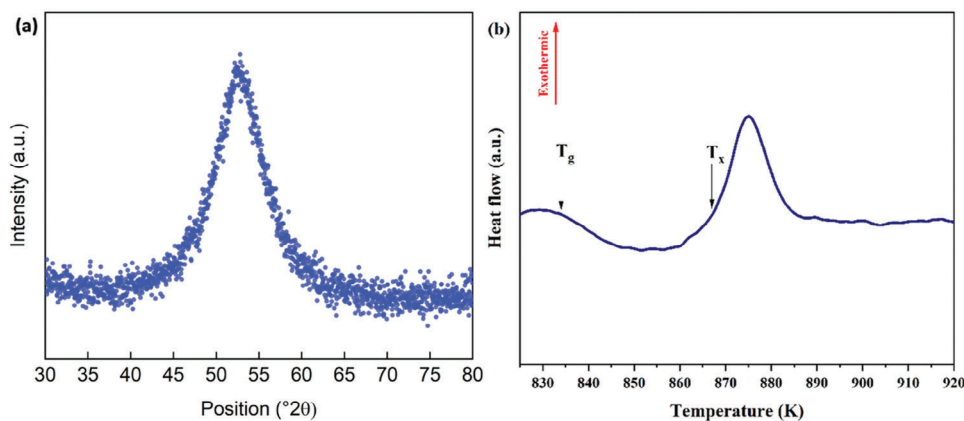 (a)
Intensity (a.u.)
30 35 40 45 50 55 60 65 70 75 80
Position (°2θ)
(b)
Exothermic
Tg
Tx
Heat flow (a.u.)
830 840 850 860 870 880 890 900 910 920
Temperature (K)